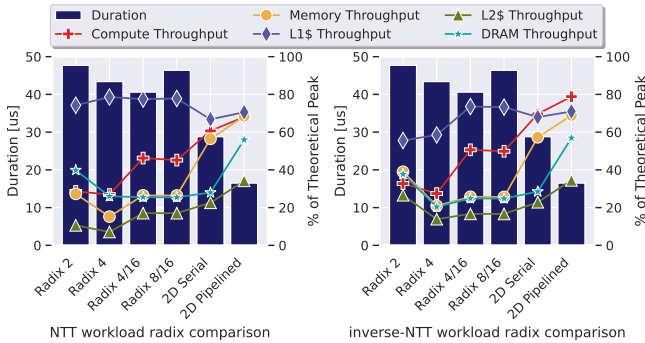 Duration
Memory Throughput
L2$ Throughput
Compute Throughput
L1$ Throughput
DRAM Throughput
50
40
30
20
10
0
Duration [us]
100
80
60
40
20
0
% of Theoretical Peak
Radix 2
Radix 4
Radix 4/16
Radix 8/16
2D Serial
2D Pipelined
NTT workload radix comparison
50
40
30
20
10
0
Duration [us]
100
80
60
40
20
0
% of Theoretical Peak
Radix 2
Radix 4
Radix 4/16
Radix 8/16
2D Serial
2D Pipelined
inverse-NTT workload radix comparison